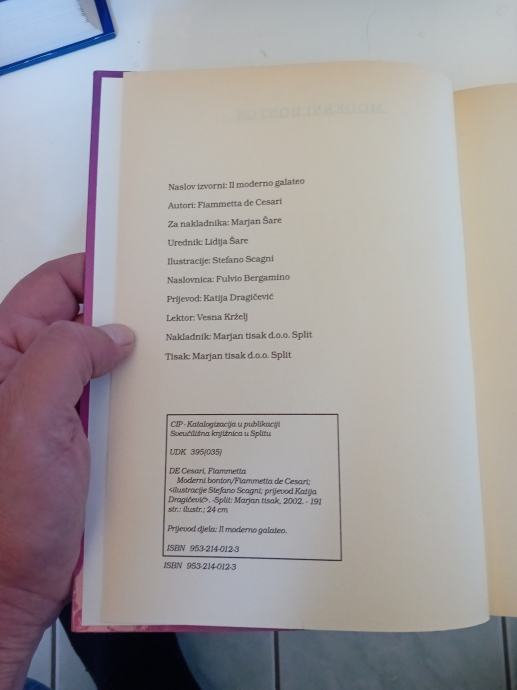 Naslov izvorni: Il moderno galateo
Autori: Fiammetta de Cesari
Za nakladnika: Marjan Šare
Urednik: Lidija Šare
Ilustracije: Stefano Scagni
Naslovnica: Fulvio Bergamino
Prijevod: Katija Dragičević
Lektor: Vesna Krželj
Nakladnik: Marjan tisak d.o.o. Split
Tisak: Marjan tisak d.o.o. Split
CIP - Katalogizacija u publikaciji
Sveučilišna knjižnica u Splitu
UDK 395(035)
DE Cesari, Fiammetta
Moderni bonton/Fiammetta de Cesari;
<ilustracije Stefano Scagni; prijevod Katija
Dragičević>. -Split: Marjan tisak, 2002. - 191
str.: ilustr.; 24 cm
Prijevod djela: Il moderno galateo.
ISBN 953-214-012-3
ISBN 953-214-012-3